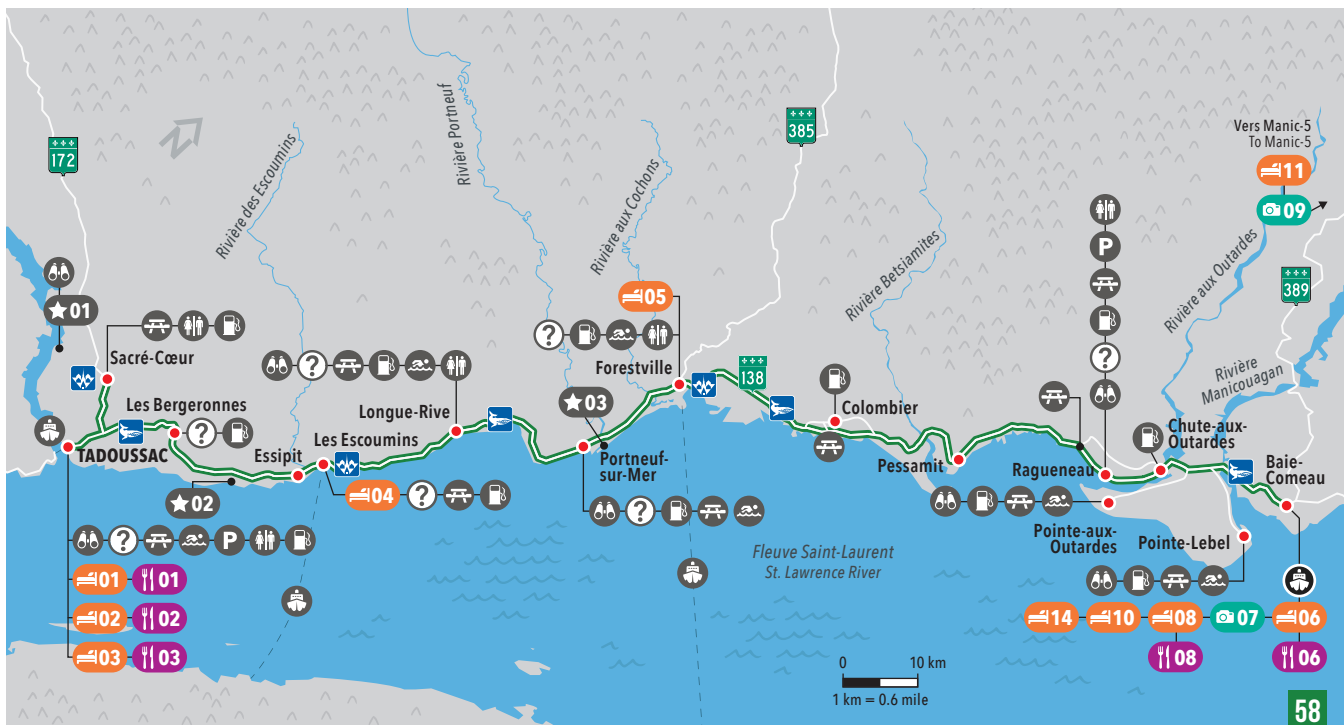 172
385
Vers Manic-5
To Manic-5
11
09
389
Rivière des Escoumins
Rivière Portneuf
Rivière aux Cochons
Rivière Betsiamites
Rivière aux Outardes
Rivière
Manicouagan
N
01
Sacré-Cœur
Les Bergeronnes
?
TADOUSSAC
02
Essipit
Les Escoumins
04
?
?
Longue-Rive
05
?
Forestville
03
138
Portneuf-
sur-Mer
?
Colombier
Pessamit
P
?
Ragueneau
Chute-aux-
Outardes
Baie-
Comeau
Pointe-aux-
Outardes
Pointe-Lebel
?
P
01
01
02
02
03
03
Fleuve Saint-Laurent
St. Lawrence River
14
10
08
07
06
08
06
0
10 km
1 km = 0.6 mile
58